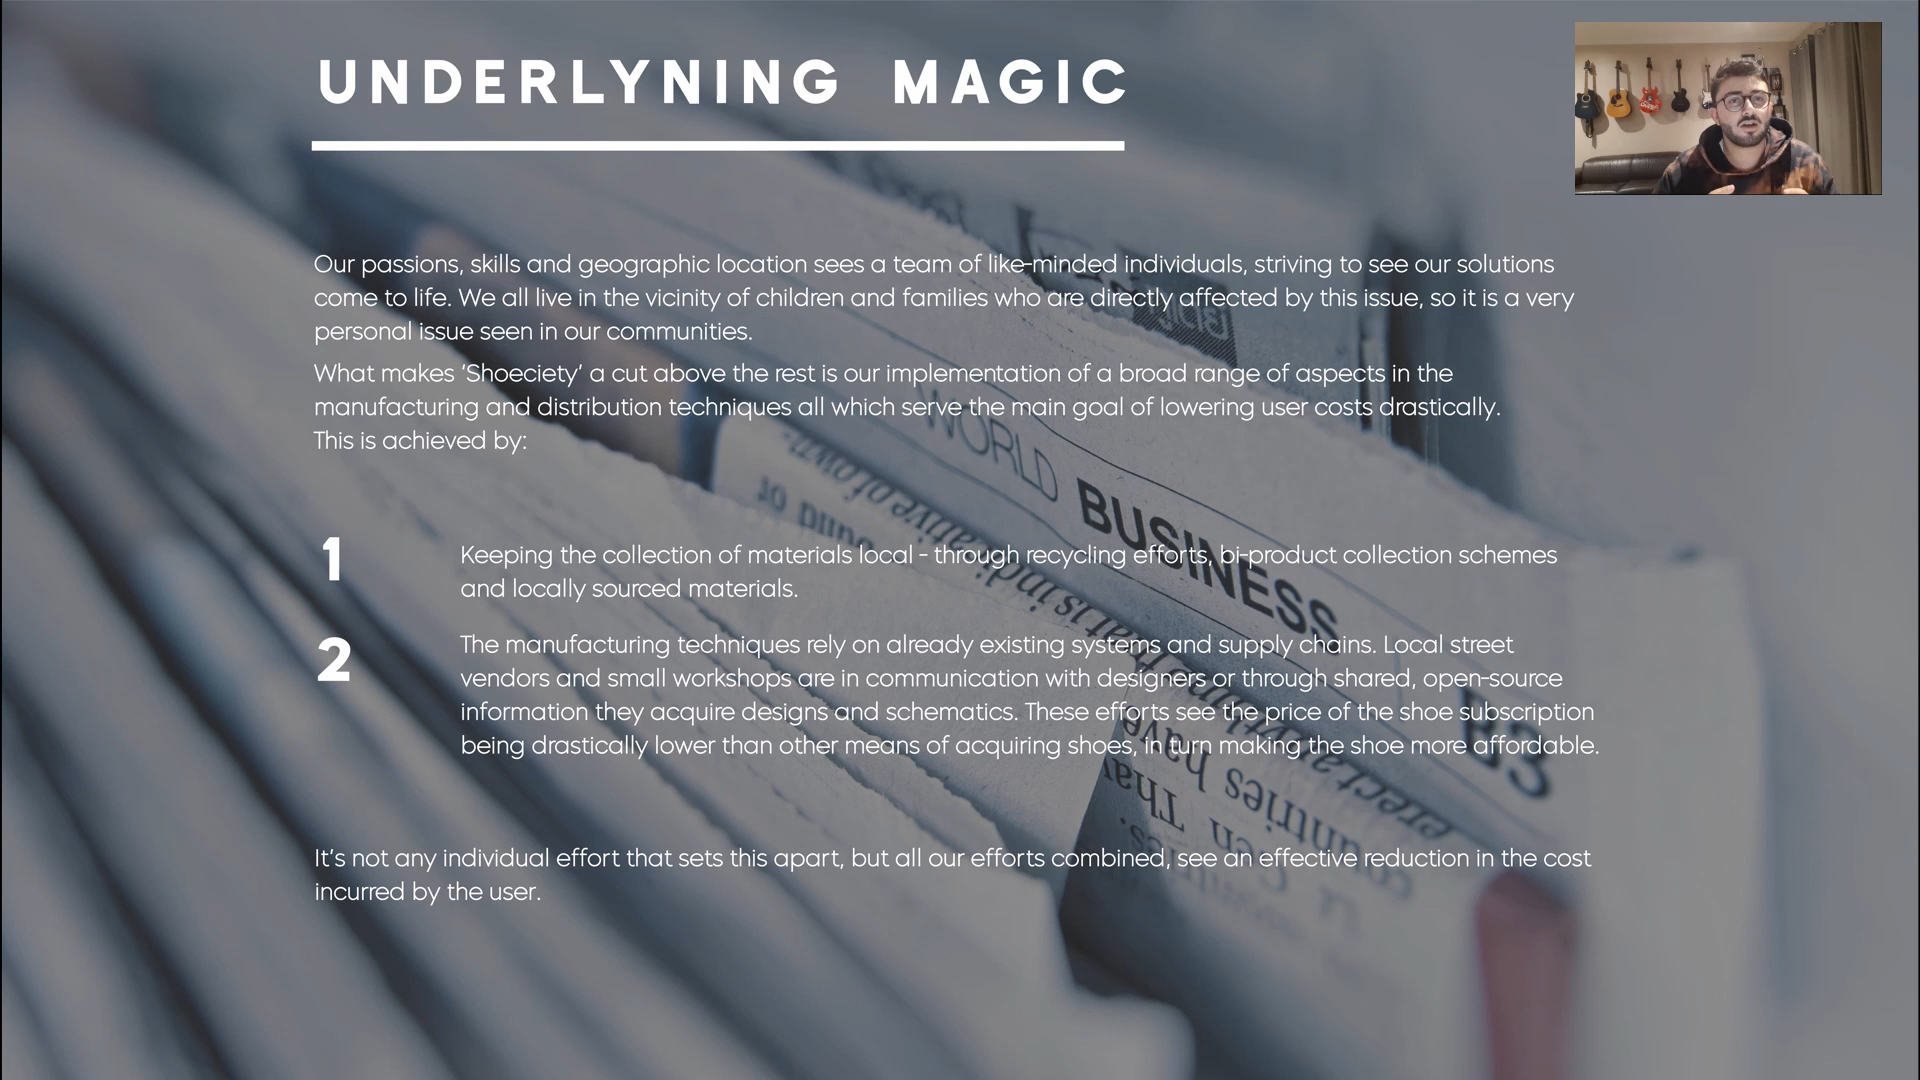 UNDERLYNING MAGIC
Our passions, skills and geographic location sees a team of like-minded individuals, striving to see our solutions
come to life. We all live in the vicinity of children and families who are directly affected by this issue, so it is a very
personal issue seen in our communities.
What makes ‘Shoeciety’ a cut above the rest is our implementation of a broad range of aspects in the
manufacturing and distribution techniques all which serve the main goal of lowering user costs drastically.
This is achieved by:
1
Keeping the collection of materials local - through recycling efforts, bi-product collection schemes
and locally sourced materials.
2
The manufacturing techniques rely on already existing systems and supply chains. Local street
vendors and small workshops are in communication with designers or through shared, open-source
information they acquire designs and schematics. These efforts see the price of the shoe subscription
being drastically lower than other means of acquiring shoes, in turn making the shoe more affordable.
It’s not any individual effort that sets this apart, but all our efforts combined, see an effective reduction in the cost
incurred by the user.
WORLD BUSINESS